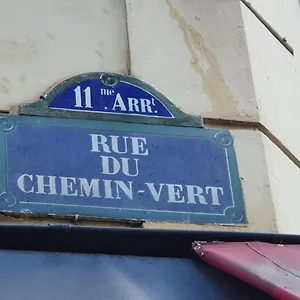 11me Arrt
RUE
DU
CHEMIN-VERT